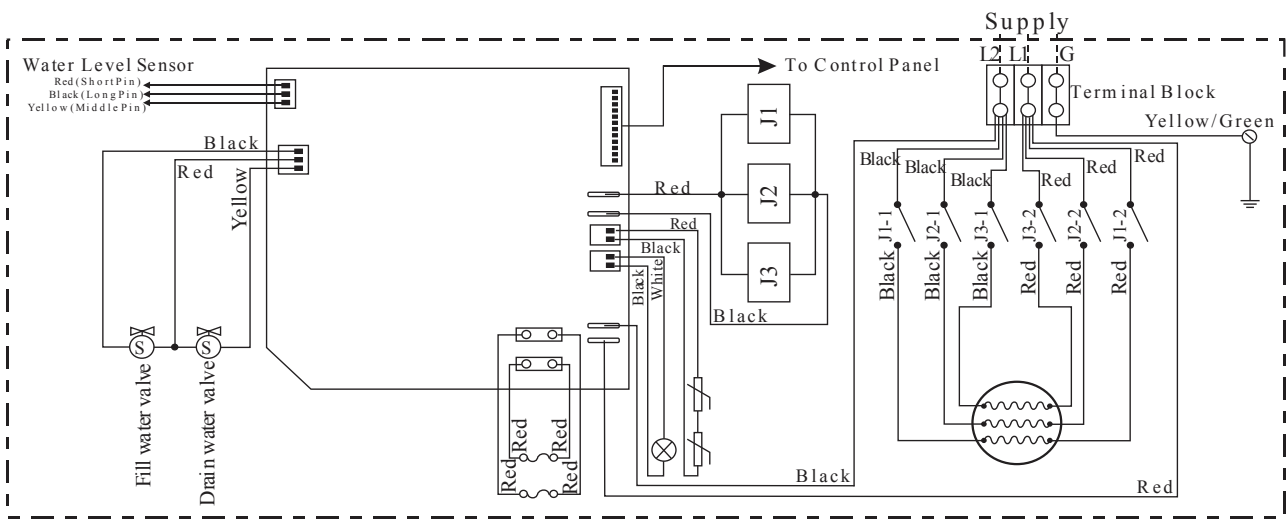 Supply
L2 L1 G
Terminal Block
Yellow/Green
Water Level Sensor
Red(ShortPin)
Black(LongPin)
Yellow(MiddlePin)
To Control Panel
Black
Red
Yellow
Fill water valve
Drain water valve
S
S
J1
J2
J3
Red
Red
Black
White
Black
Black
Red
Red
Red
Red
Black
Black
Black
Red
Red
Red
J1-1
J2-1
J3-1
J3-2
J2-2
J1-2
Black
Black
Black
Red
Red
Red
Black
Red